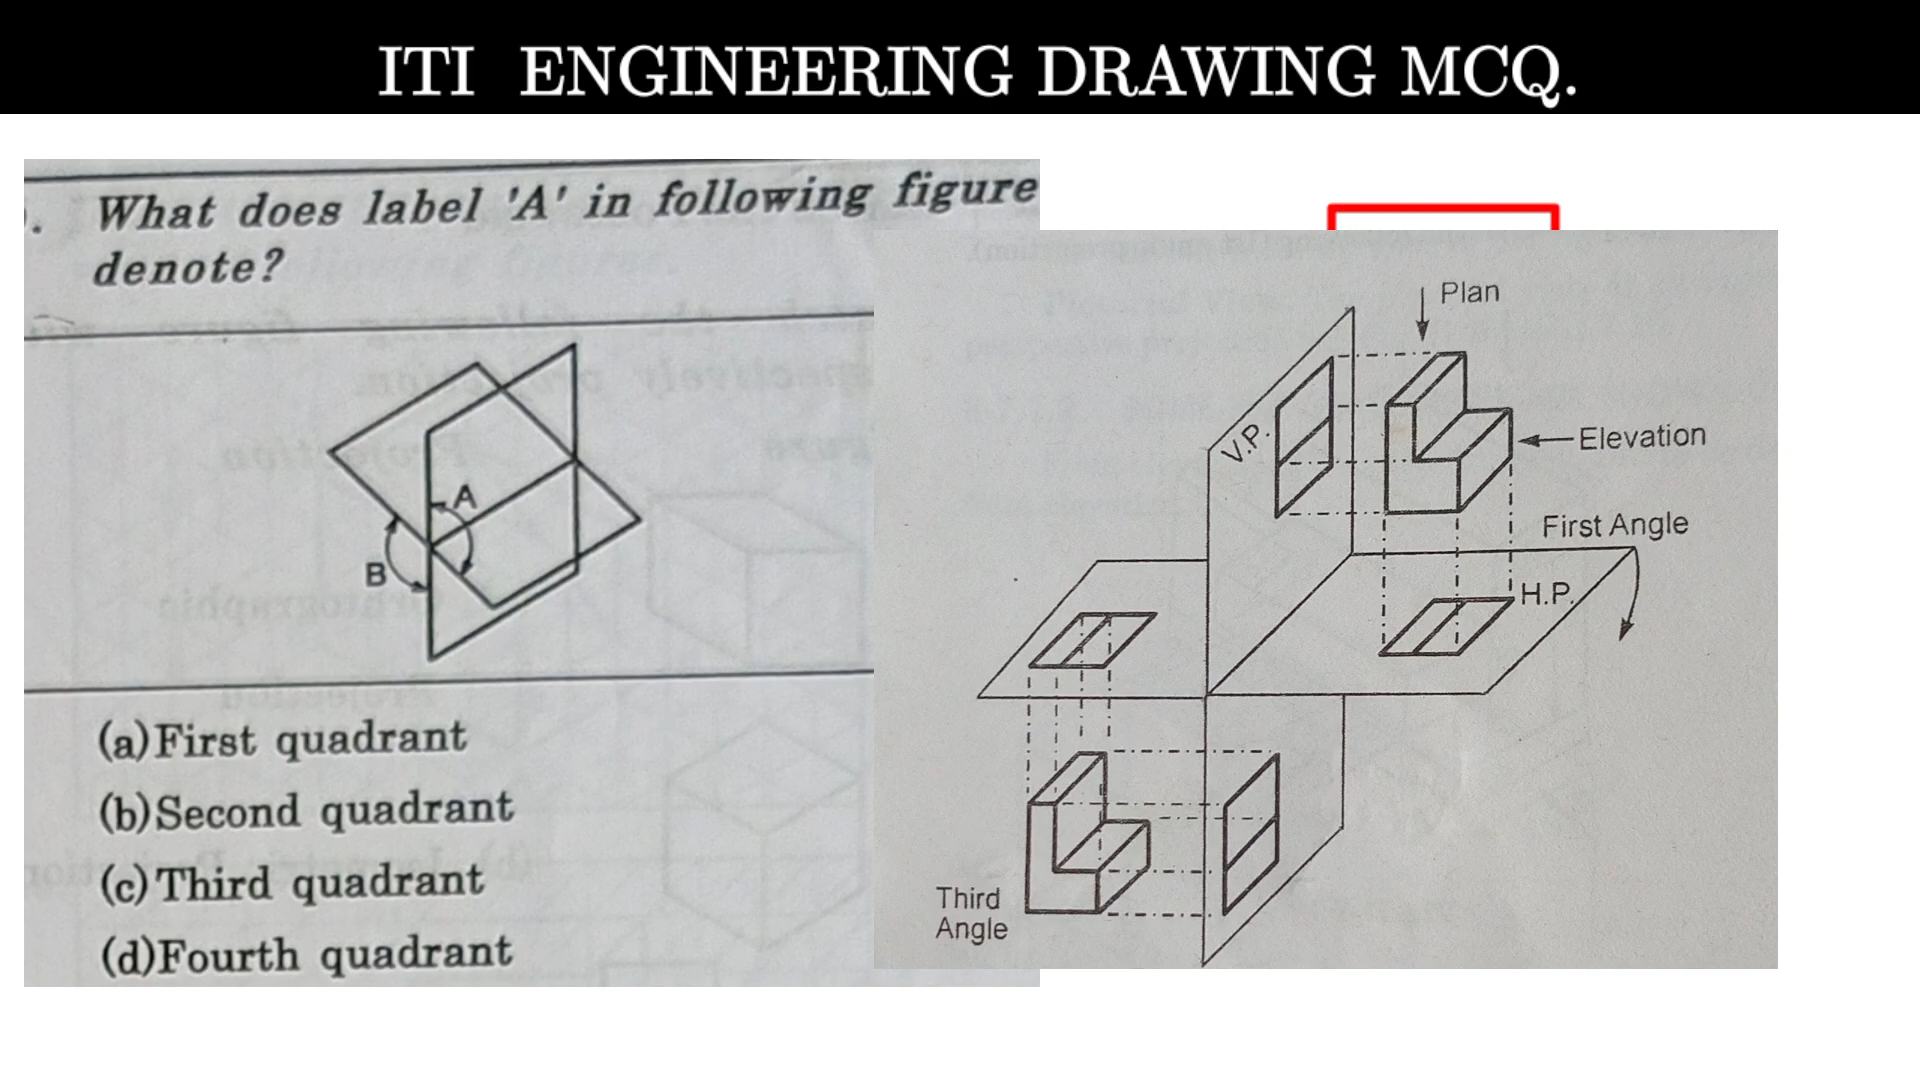 ITI ENGINEERING DRAWING MCQ.
. What does label 'A' in following figure
denote?
A
B
(a)First quadrant
(b)Second quadrant
(c)Third quadrant
(d)Fourth quadrant
Plan
V.P.
Elevation
First Angle
H.P.
Third
Angle